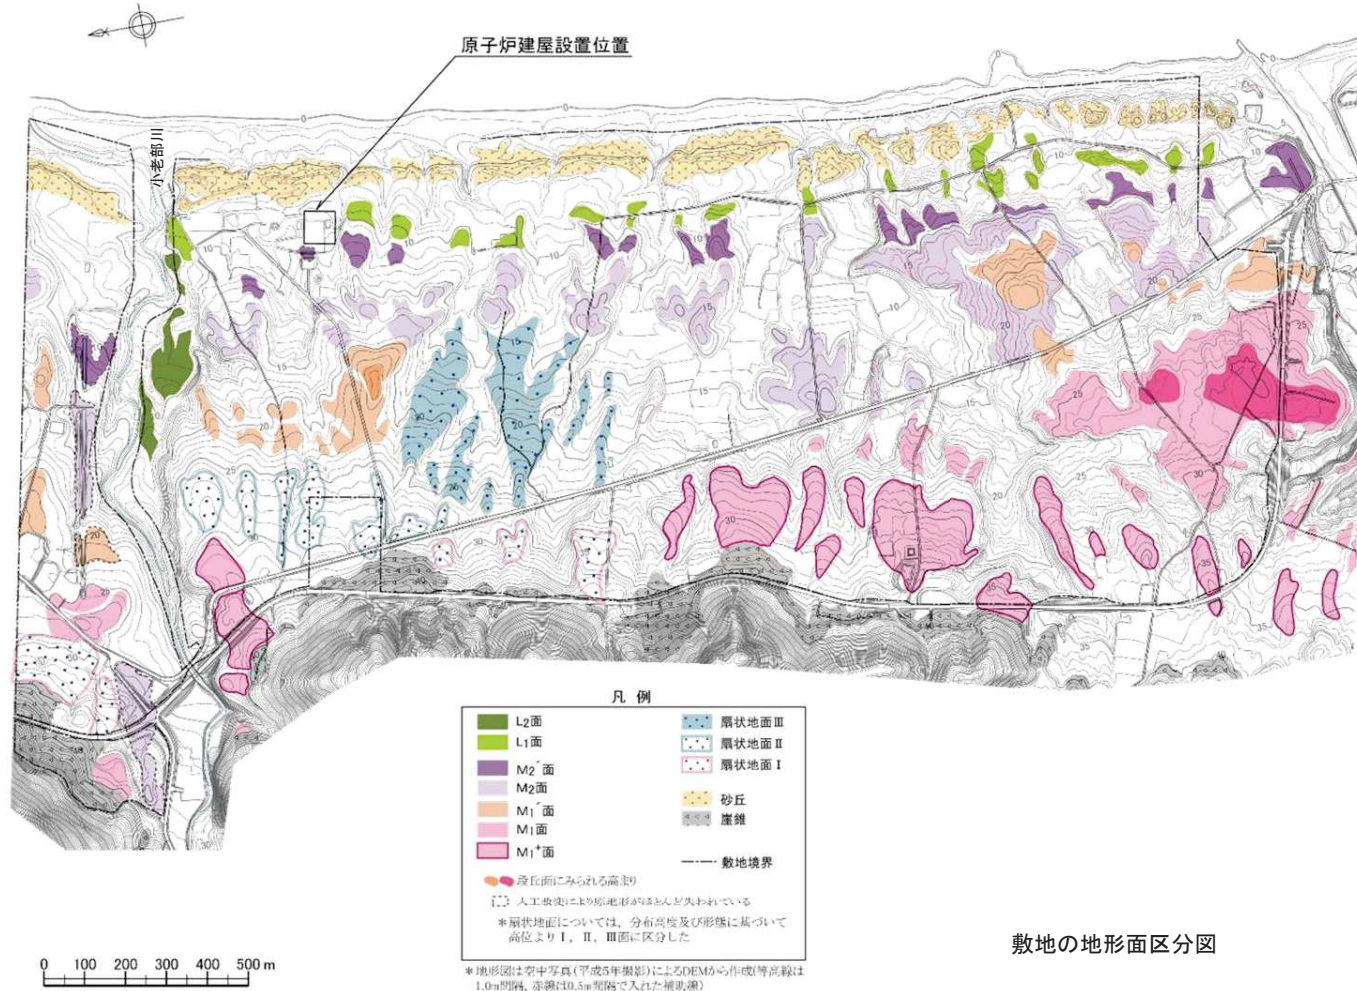 原子炉建屋設置位置
小老部川
凡 例
L2面
L1面
M2´面
M2面
M1´面
M1面
M1+面
扇状地面Ⅲ
扇状地面Ⅱ
扇状地面Ⅰ
砂丘
崖錐
敷地境界
段丘面にみられる高まり
人工改変により原地形がほとんど失われている
*扇状地面については，分布高度及び形態に基づいて
高位よりⅠ，Ⅱ，Ⅲ面に区分した
*地形図は空中写真(平成5年撮影)によるDEMから作成(等高線は
1.0m間隔，赤線は0.5m間隔で入れた補助線)
0 100 200 300 400 500 m
敷地の地形面区分図